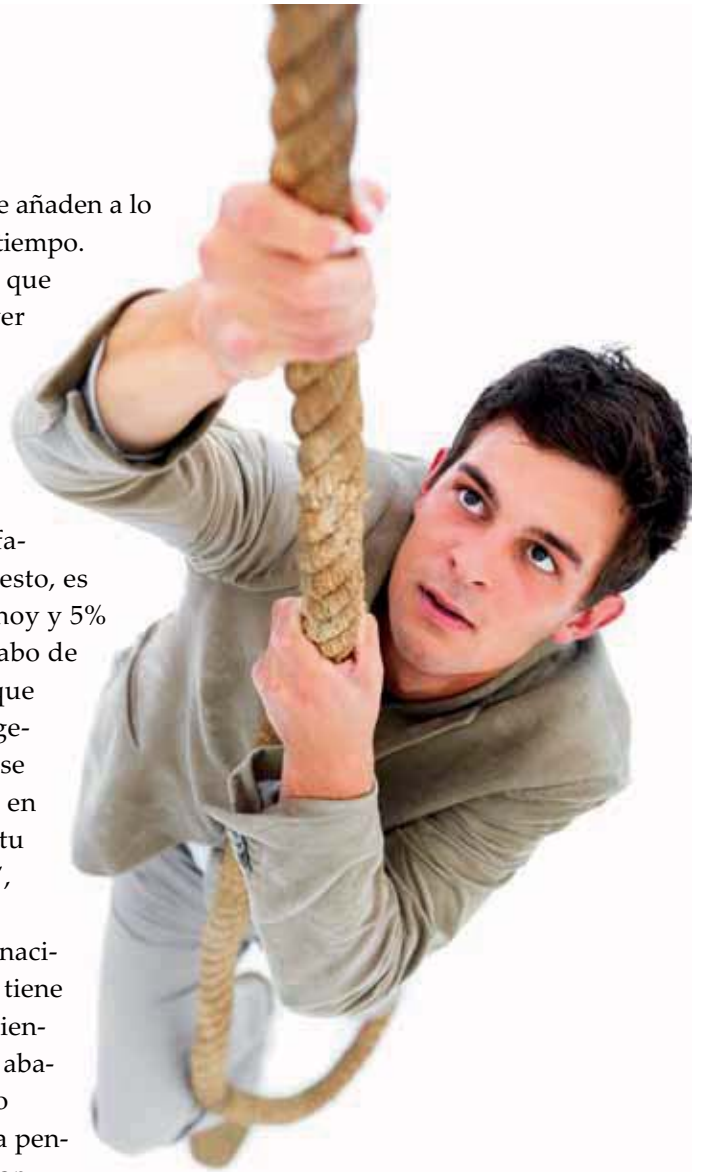 e añaden a lo
tiempo.
que
er
fa-
esto, es
hoy y 5%
abo de
que
ge-
se
en
tu
,
naci-
tiene
ien-
aba-
o
a pen-